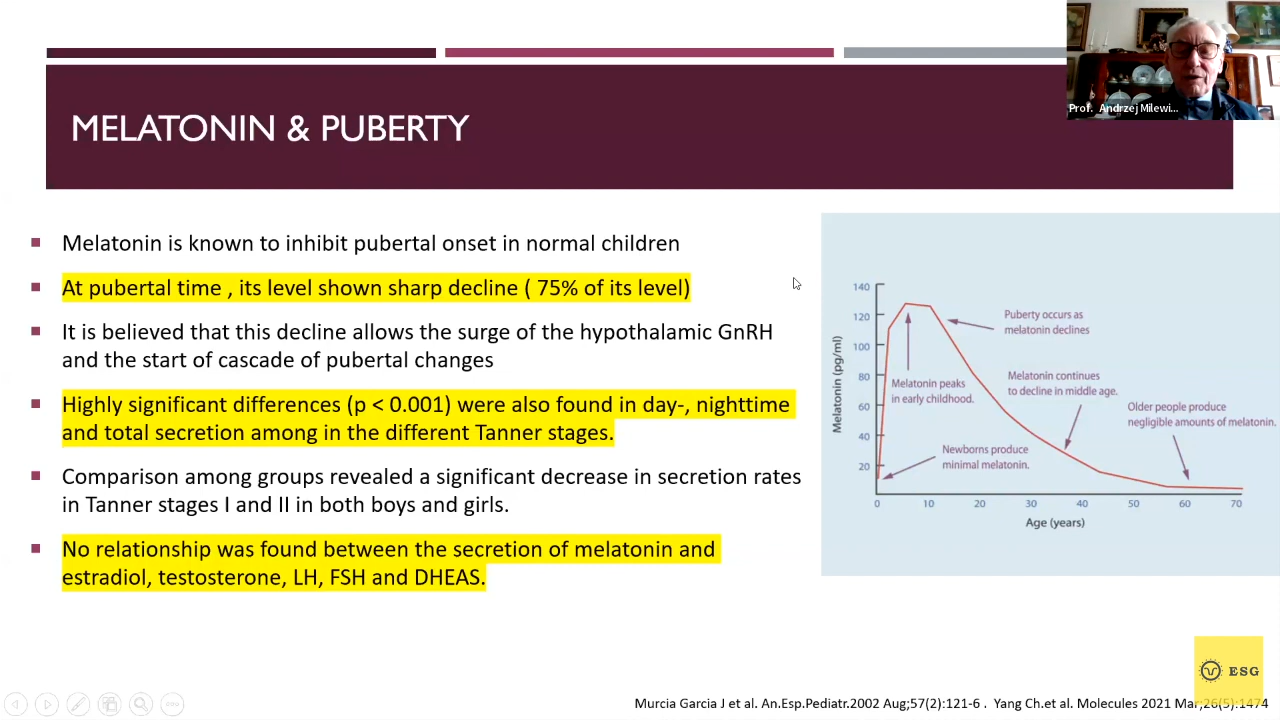 Prof. Andrzej Milewi...
MELATONIN & PUBERTY
Melatonin is known to inhibit pubertal onset in normal children
At pubertal time , its level shown sharp decline ( 75% of its level)
It is believed that this decline allows the surge of the hypothalamic GnRH
and the start of cascade of pubertal changes
Highly significant differences (p < 0.001) were also found in day-, nighttime
and total secretion among in the different Tanner stages.
Comparison among groups revealed a significant decrease in secretion rates
in Tanner stages I and II in both boys and girls.
No relationship was found between the secretion of melatonin and
estradiol, testosterone, LH, FSH and DHEAS.
Melatonin (pg/ml)
140
120
100
80
60
40
20
0
10
20
30
40
50
60
70
Age (years)
Puberty occurs as
melatonin declines
Melatonin peaks
in early childhood.
Melatonin continues
to decline in middle age.
Older people produce
negligible amounts of melatonin.
Newborns produce
minimal melatonin.
ESG
Murcia Garcia J et al. An.Esp.Pediatr.2002 Aug;57(2):121-6 . Yang Ch.et al. Molecules 2021 Mar;26(5):1474